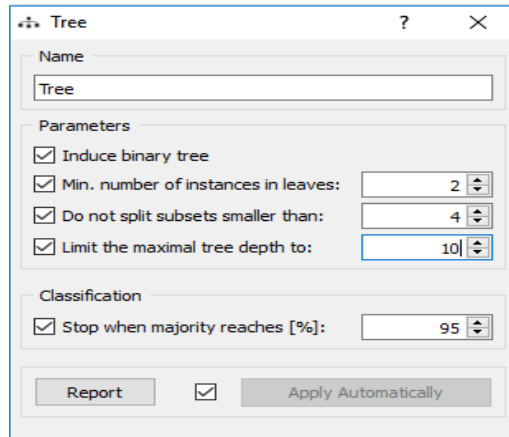 Tree ?
Name
Tree
Parameters
Induce binary tree
Min. number of instances in leaves: 2
Do not split subsets smaller than: 4
Limit the maximal tree depth to: 10
Classification
Stop when majority reaches [%]: 95
Report Apply Automatically